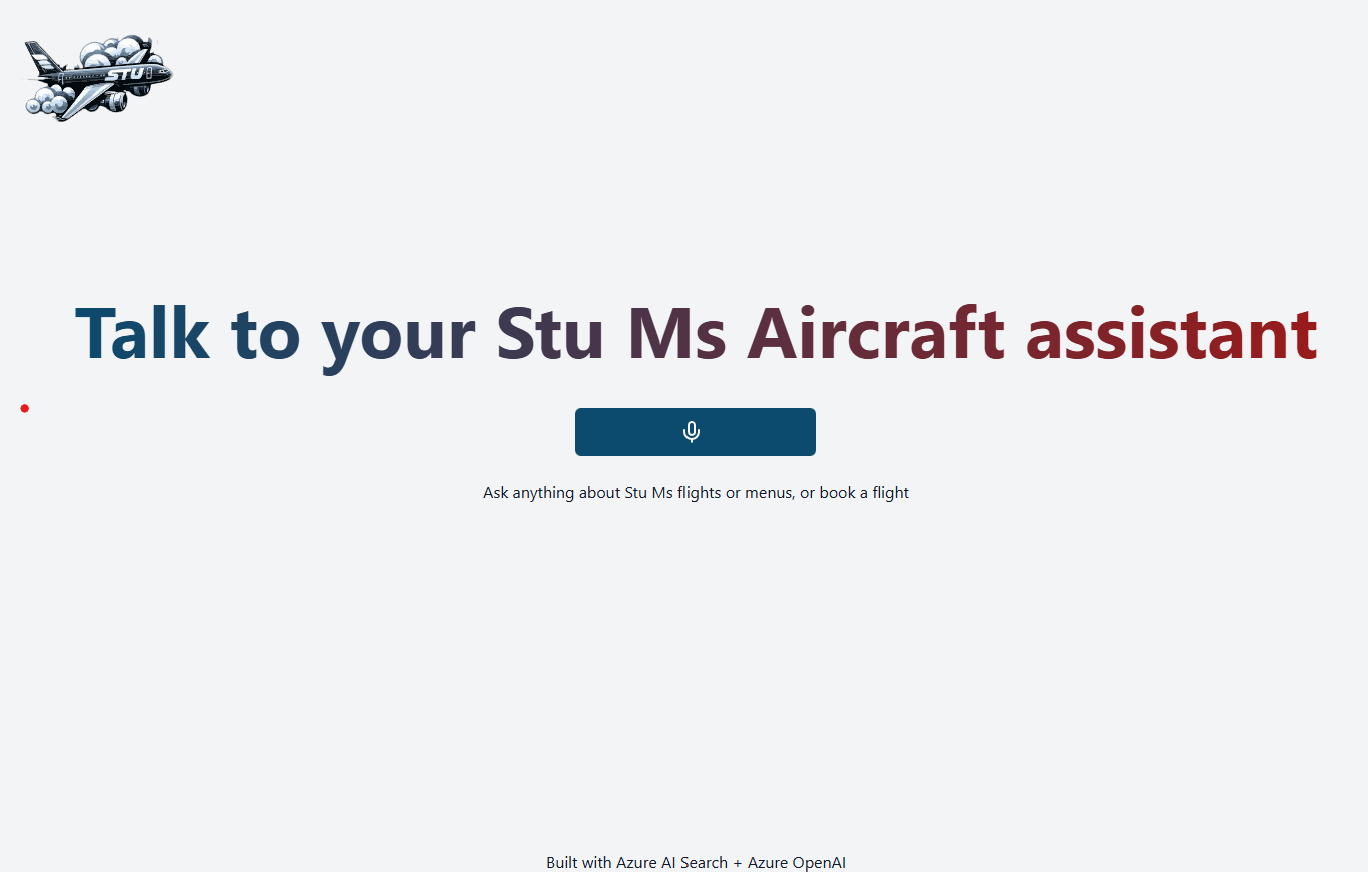 STU
Talk to your Stu Ms Aircraft assistant
Ask anything about Stu Ms flights or menus, or book a flight
Built with Azure AI Search + Azure OpenAI